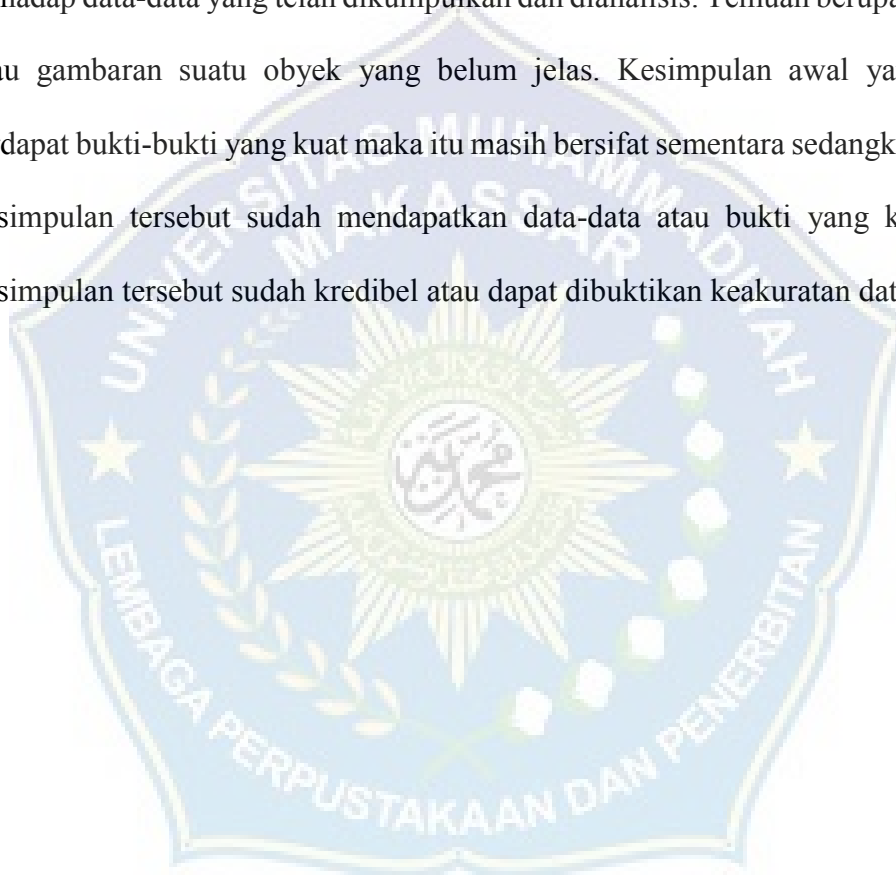 hadap data-data yang telah dikumpulkan dan dianalisis. Temuan berupa
au gambaran suatu obyek yang belum jelas. Kesimpulan awal ya
dapat bukti-bukti yang kuat maka itu masih bersifat sementara sedangk
simpulan tersebut sudah mendapatkan data-data atau bukti yang k
simpulan tersebut sudah kredibel atau dapat dibuktikan keakuratan dat
UNIVERSITAS MUHAMMADIYAH
MAKASSAR
محمدية
LEMBAGA PERPUSTAKAAN DAN PENERBITAN